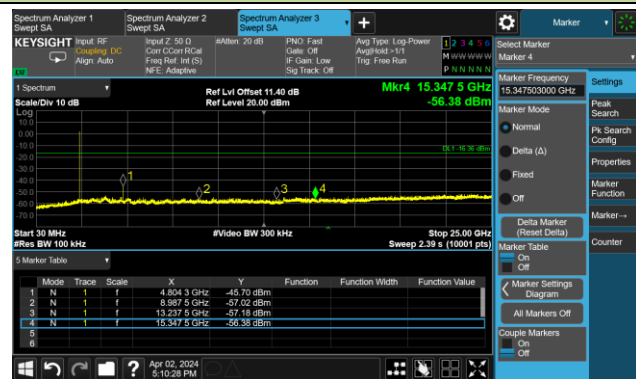 Spectrum Analyzer 1
Swept SA
Spectrum Analyzer 2
Swept SA
Spectrum Analyzer 3
Swept SA
Marker
KEYSIGHT
Input: RF
Coupling: DC
Align: Auto
Input Z: 50 Ω
Corr CCorr RCal
Freq Ref: Int (S)
NFE: Adaptive
#Atten: 20 dB
PNO: Fast
Gate: Off
IF Gain: Low
Sig Track: Off
Avg Type: Log-Power
Avg|Hold:>1/1
Trig: Free Run
1 2 3 4 5 6
M W W W W W
P N N N N N
LW
Select Marker
Marker 4
1 Spectrum
Scale/Div 10 dB
Log
Ref Lvl Offset 11.40 dB
Ref Level 20.00 dBm
Mkr4 15.347 5 GHz
-56.38 dBm
10.0
0.00
-10.0
-20.0
-30.0
-40.0
-50.0
-60.0
-70.0
DL1 -16.36 dBm
1
2
3
4
Start 30 MHz
#Res BW 100 kHz
#Video BW 300 kHz
Stop 25.00 GHz
Sweep 2.39 s (10001 pts)
5 Marker Table
Mode Trace Scale X Y Function Function Width Function Value
1 N 1 f 4.804 3 GHz -45.70 dBm
2 N 1 f 8.987 5 GHz -57.02 dBm
3 N 1 f 13.237 5 GHz -57.18 dBm
4 N 1 f 15.347 5 GHz -56.38 dBm
5
6
Marker Frequency
15.347503000 GHz
Marker Mode
Normal
Delta (Δ)
Fixed
Off
Delta Marker
(Reset Delta)
Marker Table
On
Off
Marker Settings
Diagram
All Markers Off
Couple Markers
On
Off
Settings
Peak
Search
Pk Search
Config
Properties
Marker
Function
Marker→
Counter
?
Apr 02, 2024
5:10:28 PM